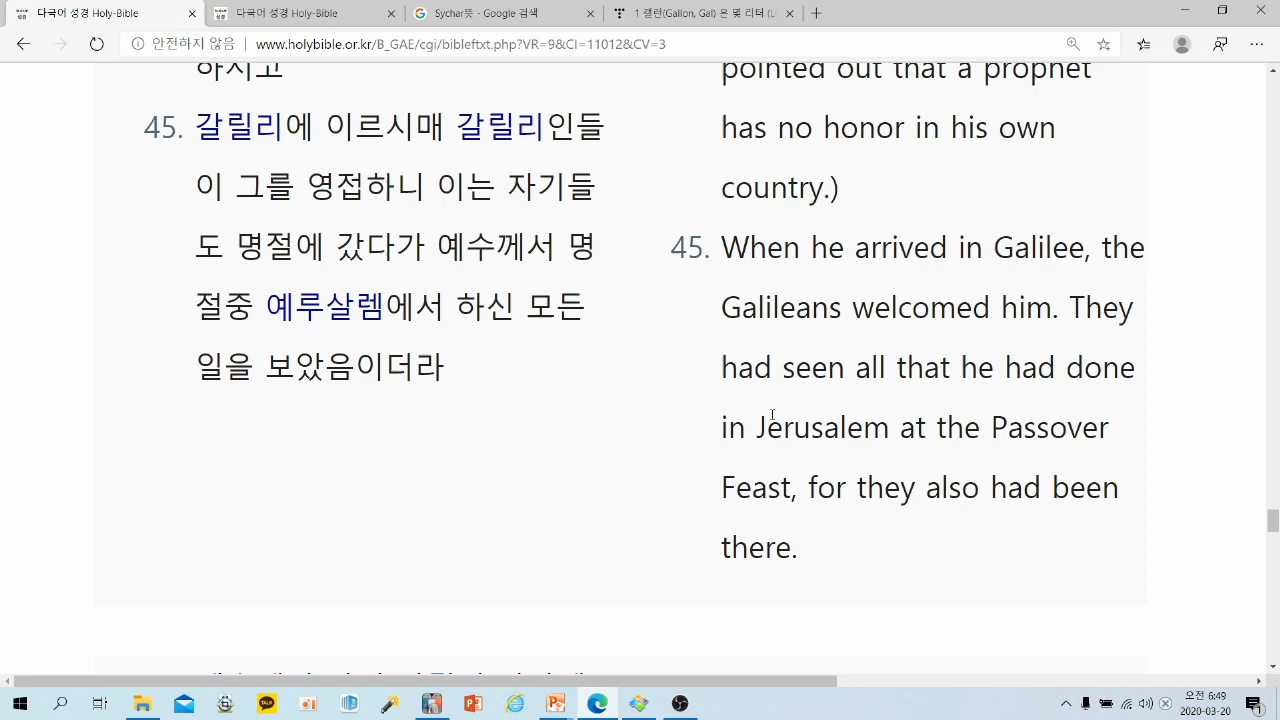 다국어 성경 Holy-Bible
다국어 성경 Holy-Bible
Sychar뜻 - Google 검색
1 갤런(Gallon, Gal) 은 몇 리터 (Li
안전하지 않음
www.holybible.or.kr/B_GAE/cgi/bibleftxt.php?VR=9&CI=11012&CV=3
하시고
45. 갈릴리에 이르시매 갈릴리인들
이 그를 영접하니 이는 자기들
도 명절에 갔다가 예수께서 명
절중 예루살렘에서 하신 모든
일을 보았음이더라
pointed out that a prophet
has no honor in his own
country.)
45. When he arrived in Galilee, the
Galileans welcomed him. They
had seen all that he had done
in Jerusalem at the Passover
Feast, for they also had been
there.
오전 6:49
2020-03-20